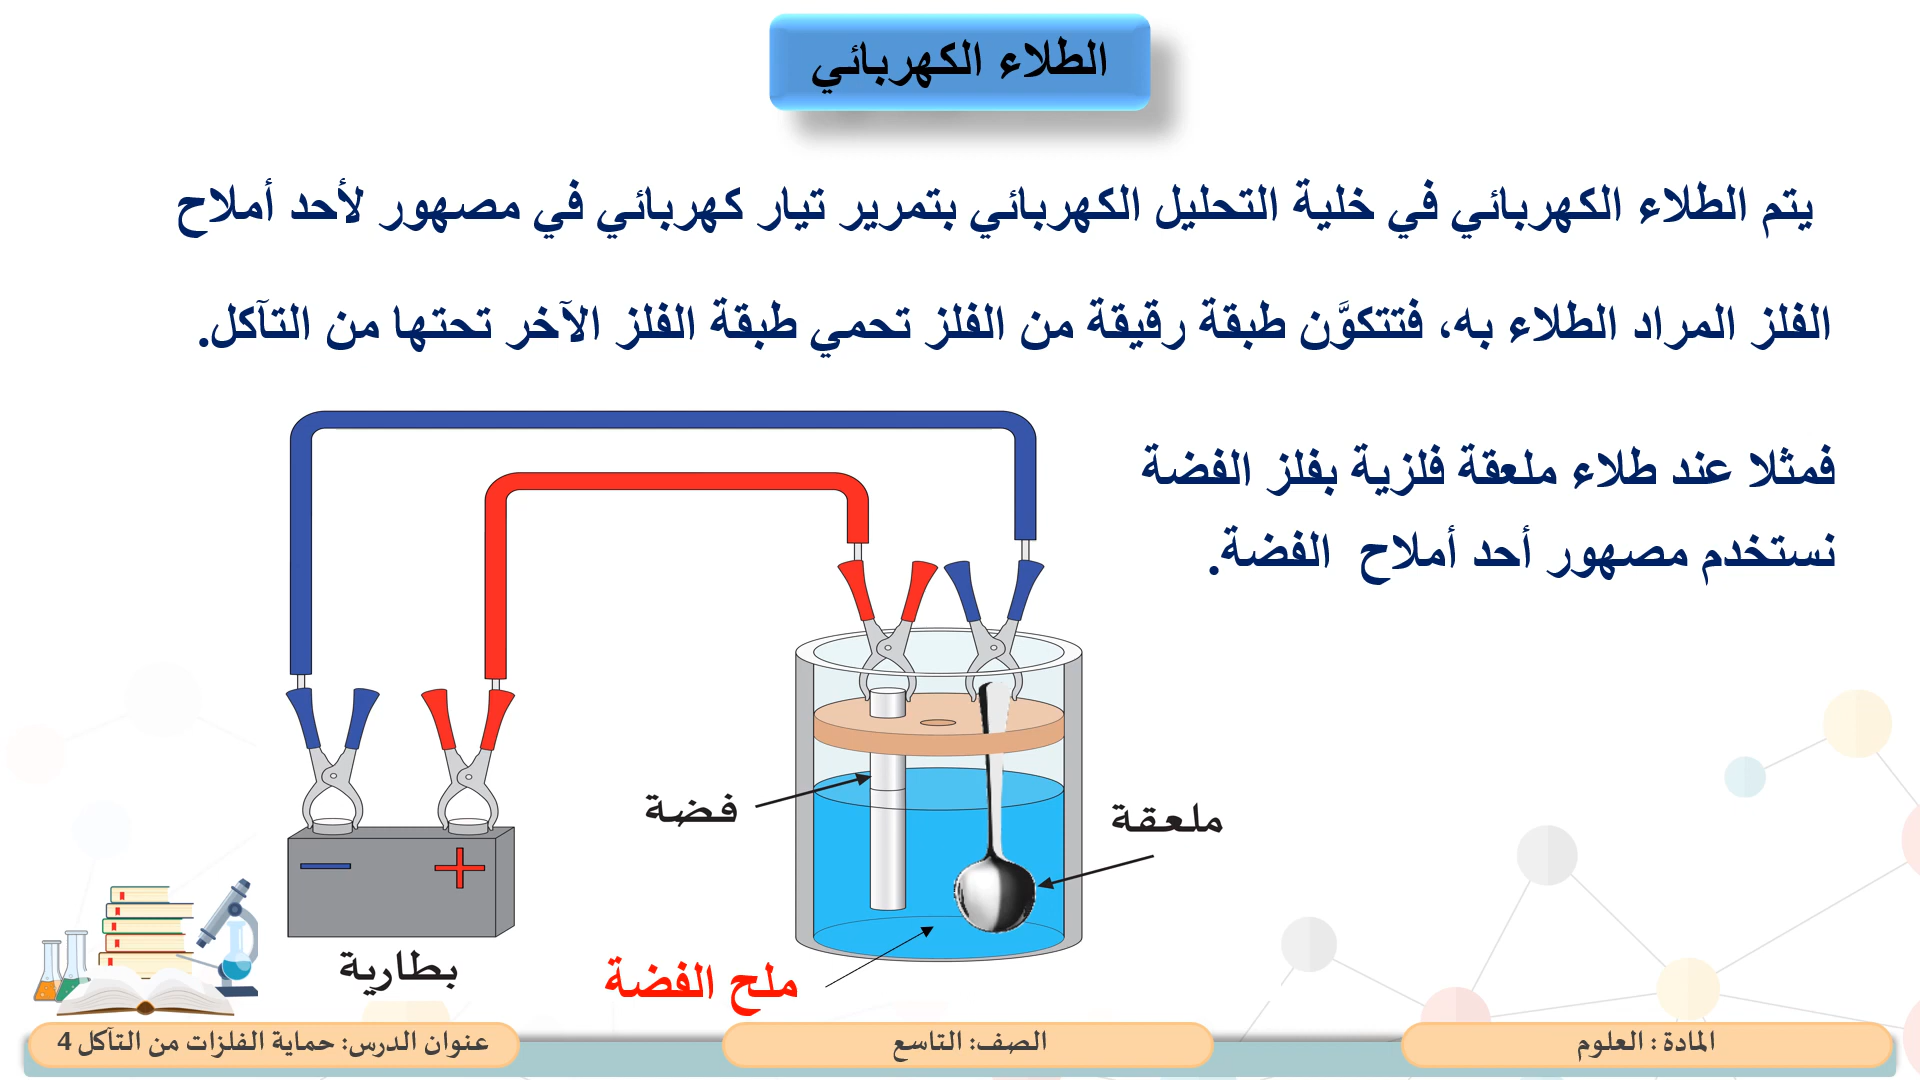 الطلاء الكهربائي
يتم الطلاء الكهربائي في خلية التحليل الكهربائي بتمرير تيار كهربائي في مصهور لأحد أملاح
الفلز المراد الطلاء به، فتتكوَّن طبقة رقيقة من الفلز تحمي طبقة الفلز الآخر تحتها من التآكل.
فمثلا عند طلاء ملعقة فلزية بفلز الفضة
نستخدم مصهور أحد أملاح الفضة.
فضة
ملعقة
بطارية
ملح الفضة
المادة : العلوم
الصف: التاسع
عنوان الدرس: حماية الفلزات من التآكل 4